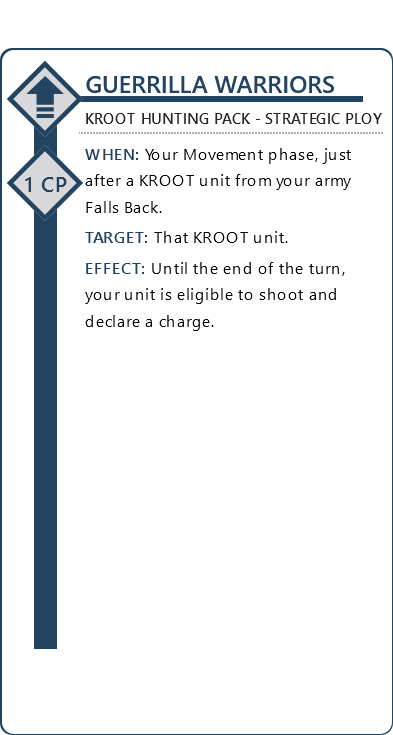 GUERRILLA WARRIORS
KROOT HUNTING PACK - STRATEGIC PLOY
WHEN: Your Movement phase, just
after a KROOT unit from your army
Falls Back.
1 CP
TARGET: That KROOT unit.
EFFECT: Until the end of the turn,
your unit is eligible to shoot and
declare a charge.